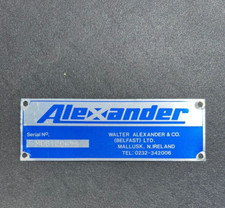 Alexander
Serial No:
WALTER ALEXANDER & CO.
(BELFAST) LTD.
MALLUSK, N.IRELAND
TEL: 0232-342006